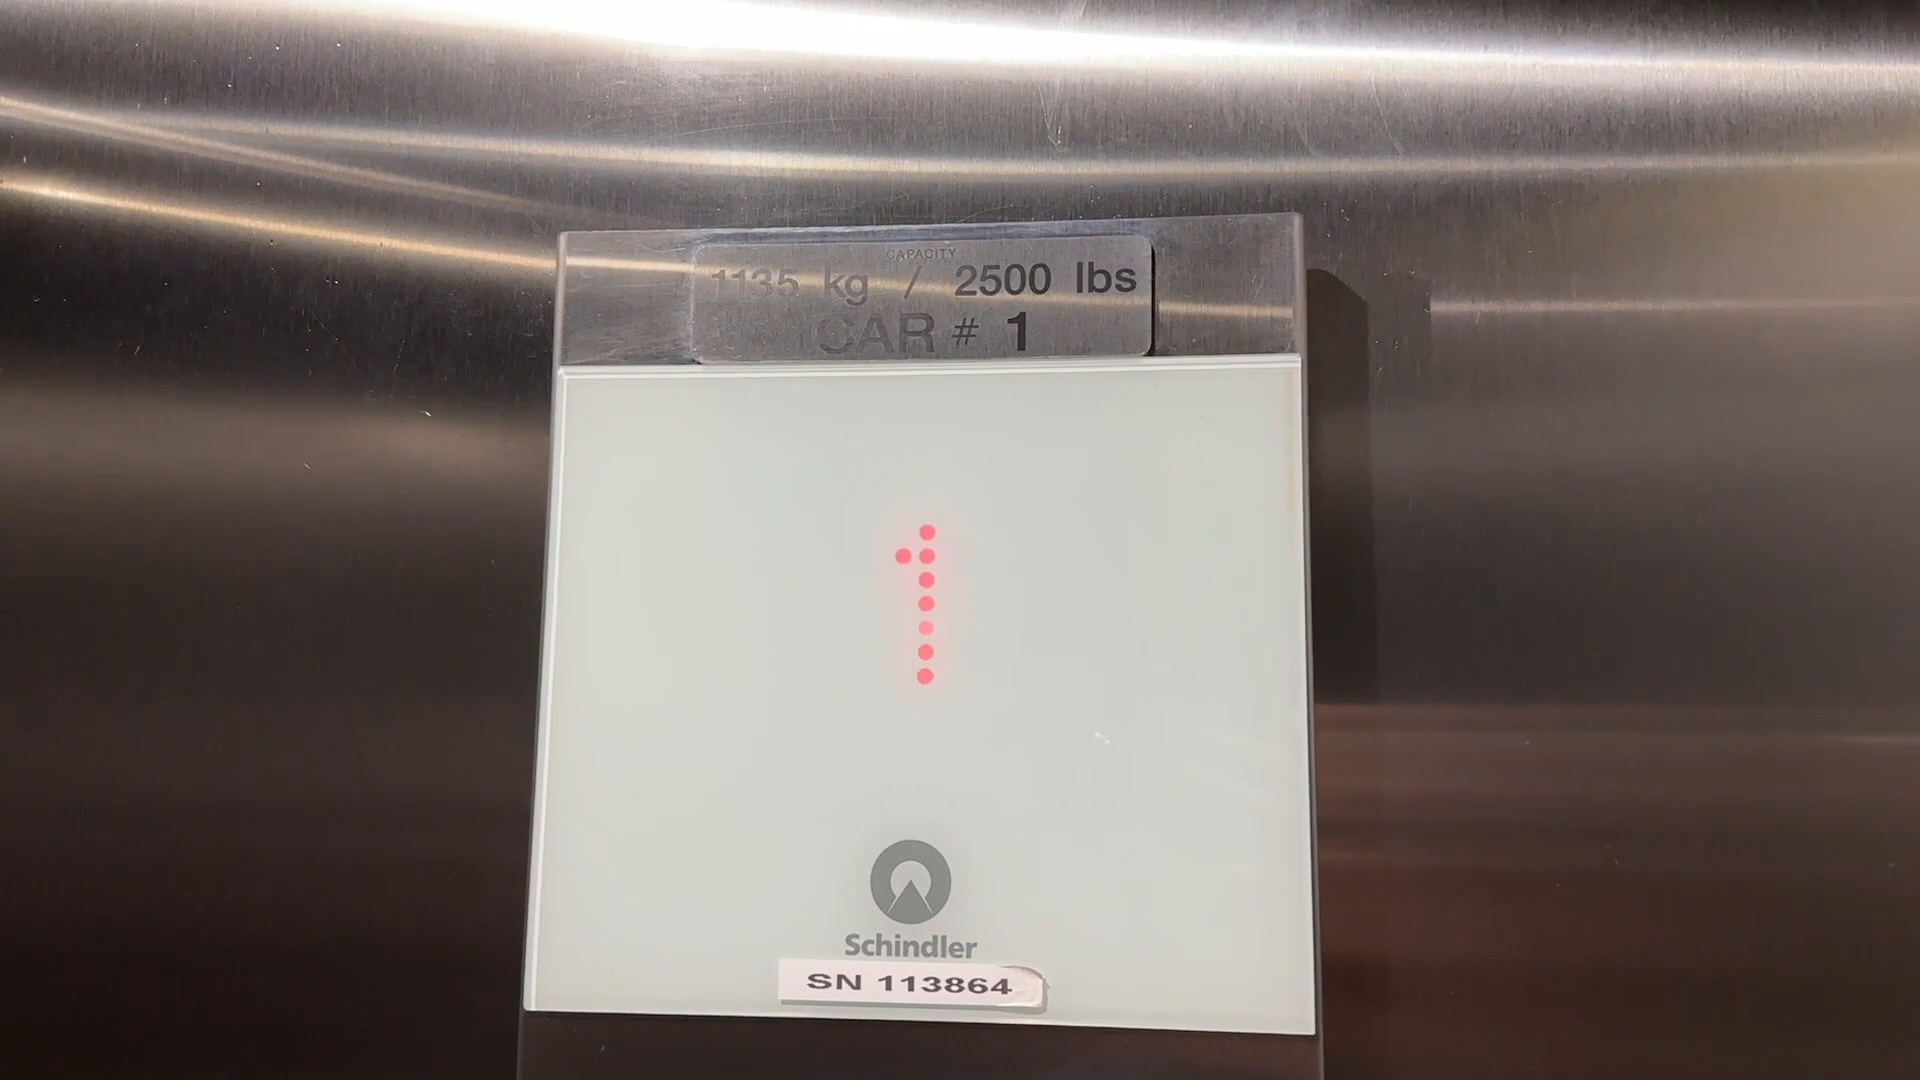 CAPACITY
1135 kg / 2500 lbs
CAR # 1
1
Schindler
SN 113864